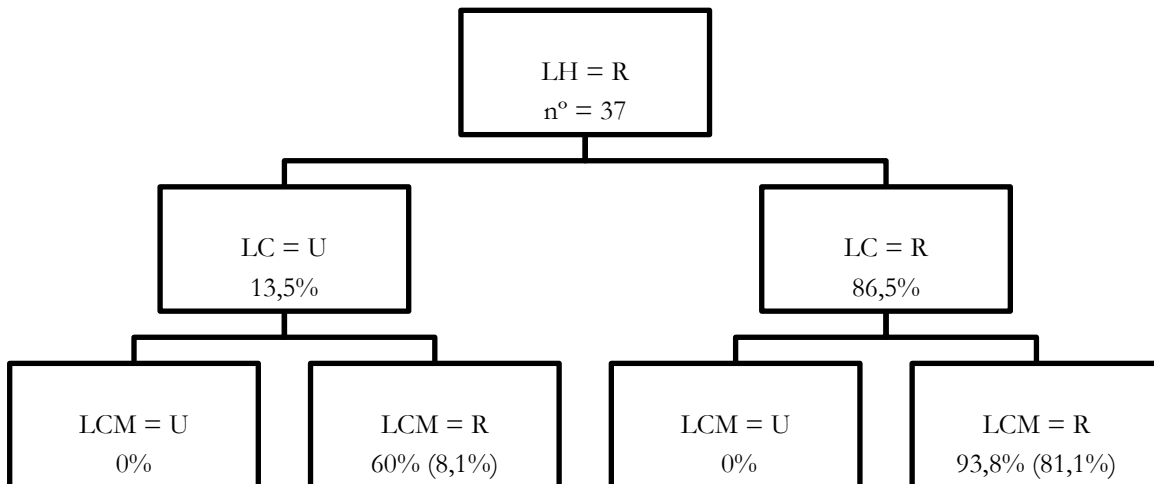 LH = R
nº = 37
LC = U
13,5%
LC = R
86,5%
LCM = U
0%
LCM = R
60% (8,1%)
LCM = U
0%
LCM = R
93,8% (81,1%)